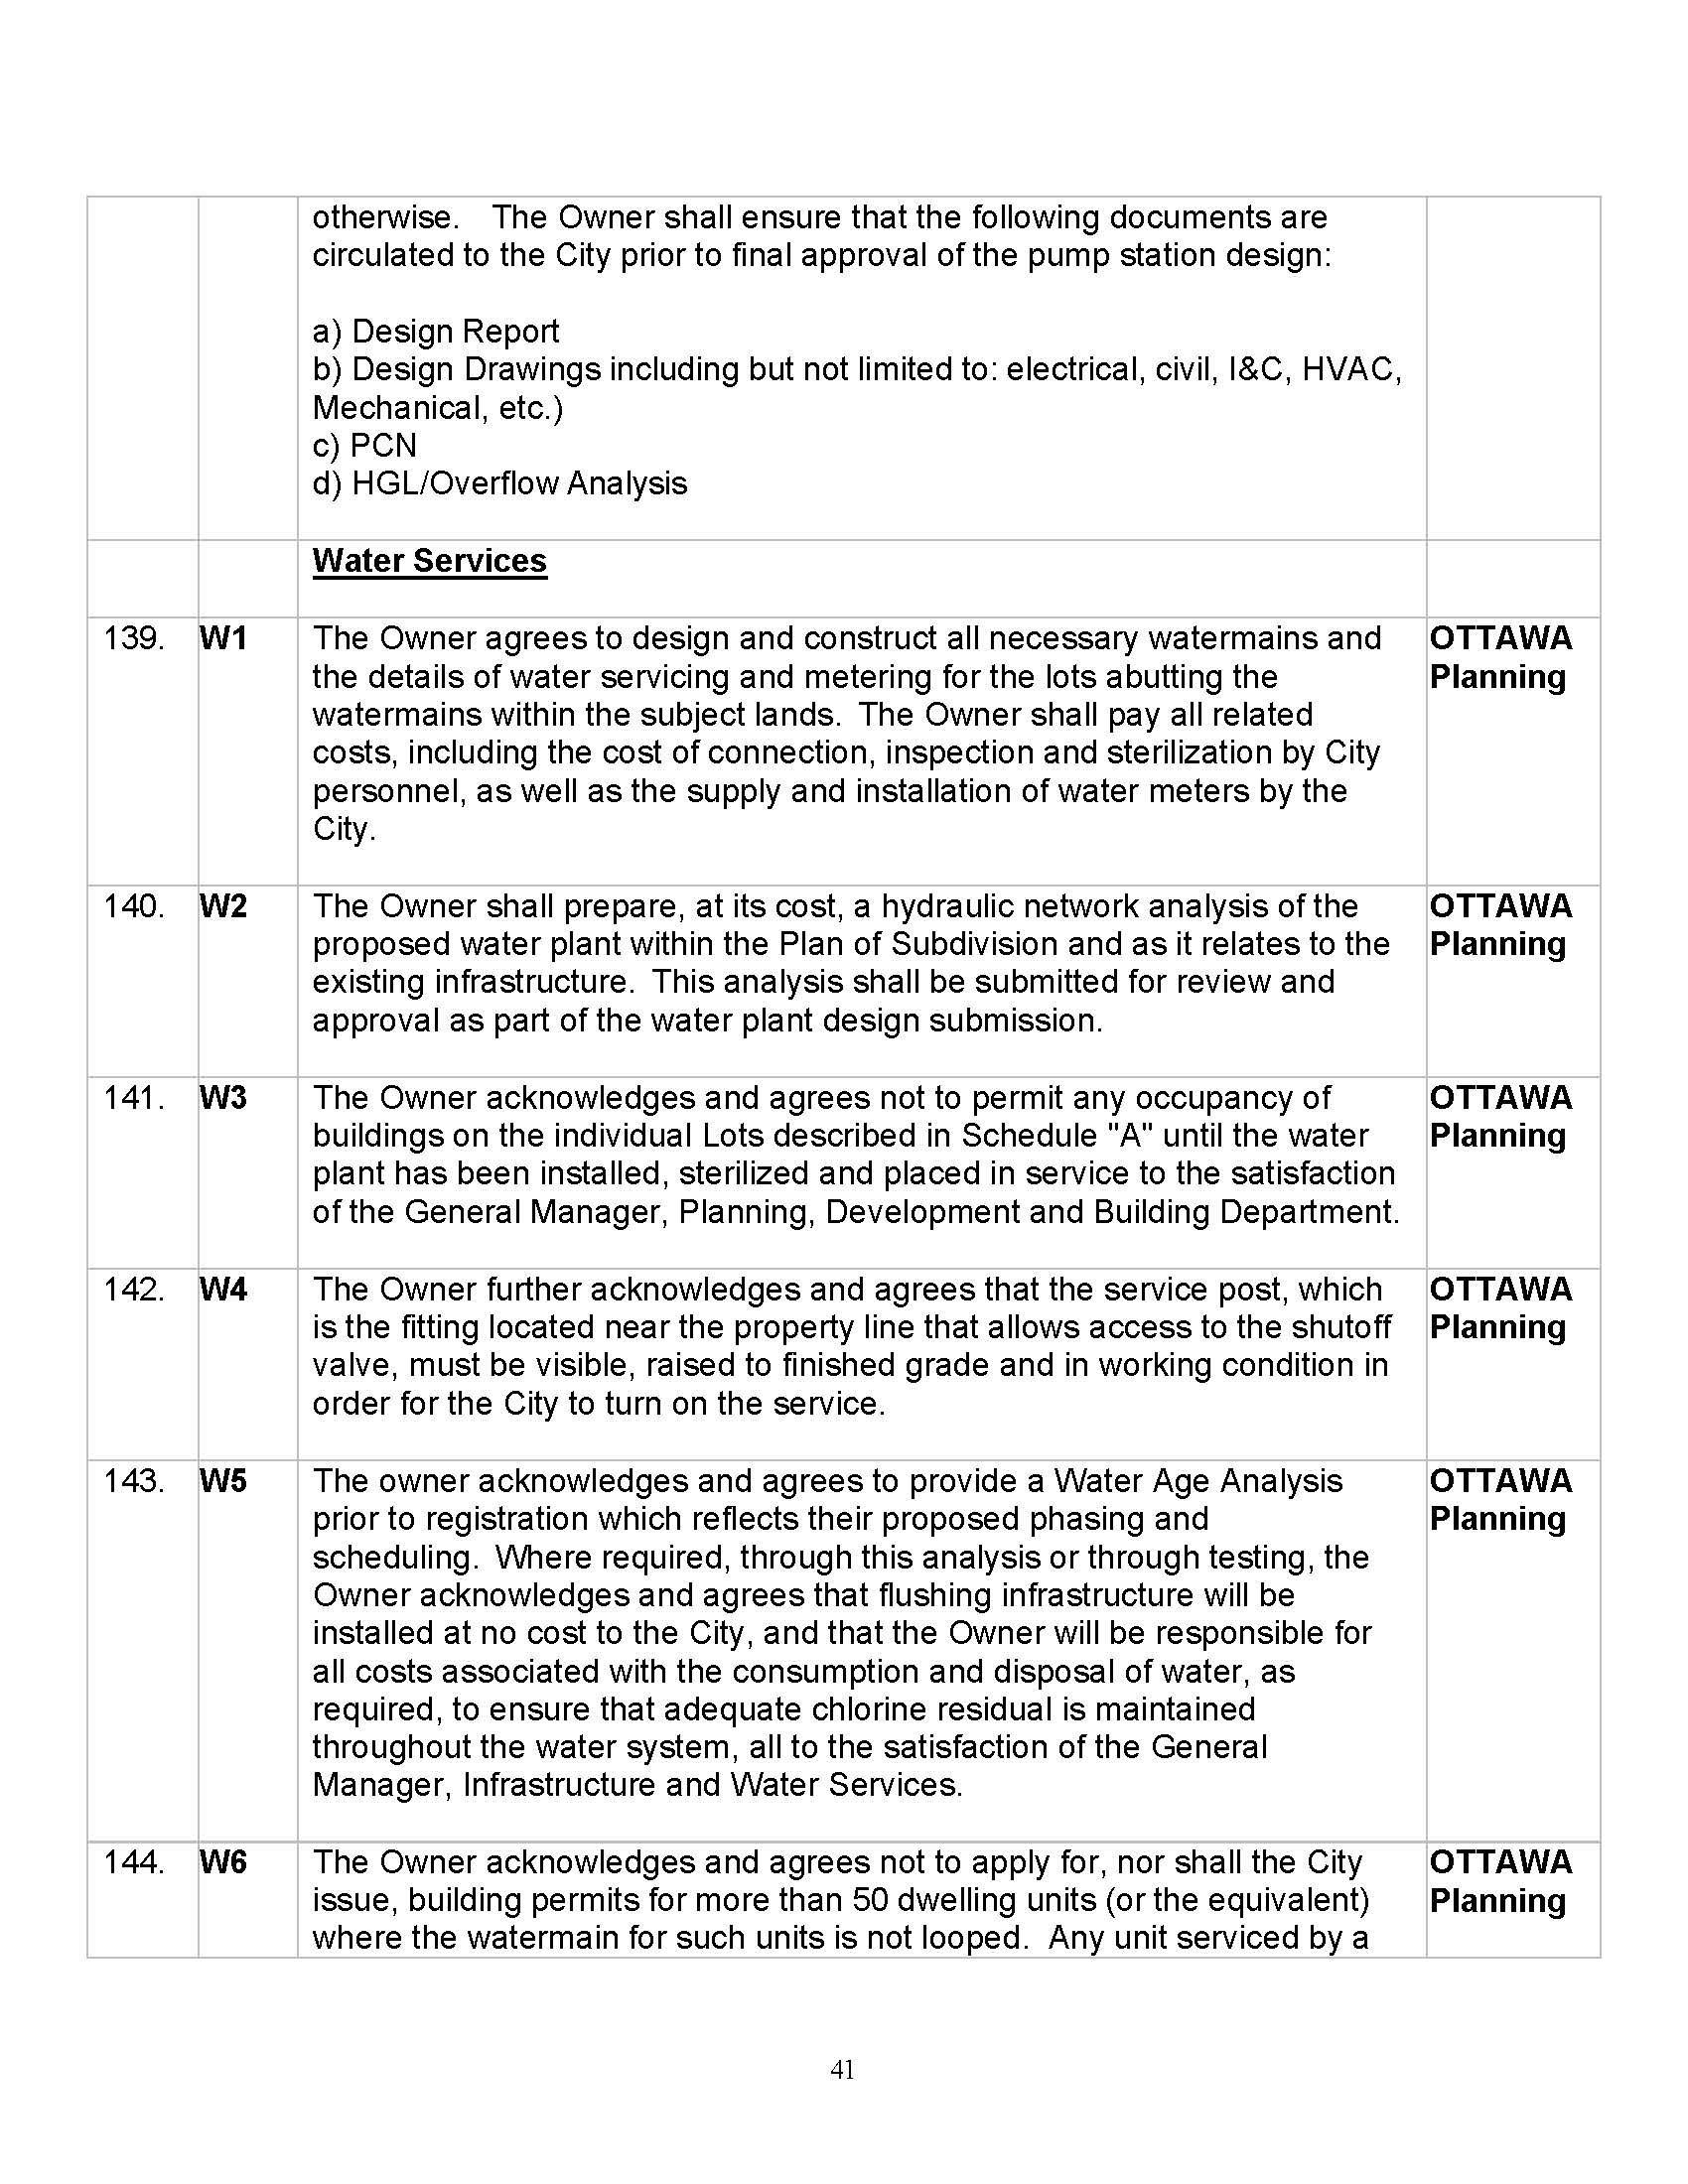 otherwise.   The Owner shall ensure that the following documents are
circulated to the City prior to final approval of the pump station design:
a) Design Report
b) Design Drawings including but not limited to: electrical, civil, I&C, HVAC,
Mechanical, etc.)
c) PCN
d) HGL/Overflow Analysis
Water Services
139. W1 The Owner agrees to design and construct all necessary watermains and OTTAWA
the details of water servicing and metering for the lots abutting the Planning
watermains within the subject lands.  The Owner shall pay all related
costs, including the cost of connection, inspection and sterilization by City
personnel, as well as the supply and installation of water meters by the
City.
140. W2 The Owner shall prepare, at its cost, a hydraulic network analysis of the OTTAWA
proposed water plant within the Plan of Subdivision and as it relates to the Planning
existing infrastructure.  This analysis shall be submitted for review and
approval as part of the water plant design submission.
141. W3 The Owner acknowledges and agrees not to permit any occupancy of OTTAWA
buildings on the individual Lots described in Schedule "A" until the water Planning
plant has been installed, sterilized and placed in service to the satisfaction
of the General Manager, Planning, Development and Building Department.
142. W4 The Owner further acknowledges and agrees that the service post, which OTTAWA
is the fitting located near the property line that allows access to the shutoff Planning
valve, must be visible, raised to finished grade and in working condition in
order for the City to turn on the service.
143. W5 The owner acknowledges and agrees to provide a Water Age Analysis OTTAWA
prior to registration which reflects their proposed phasing and Planning
scheduling.  Where required, through this analysis or through testing, the
Owner acknowledges and agrees that flushing infrastructure will be
installed at no cost to the City, and that the Owner will be responsible for
all costs associated with the consumption and disposal of water, as
required, to ensure that adequate chlorine residual is maintained
throughout the water system, all to the satisfaction of the General
Manager, Infrastructure and Water Services.
144. W6 The Owner acknowledges and agrees not to apply for, nor shall the City OTTAWA
issue, building permits for more than 50 dwelling units (or the equivalent) Planning
where the watermain for such units is not looped.  Any unit serviced by a
41